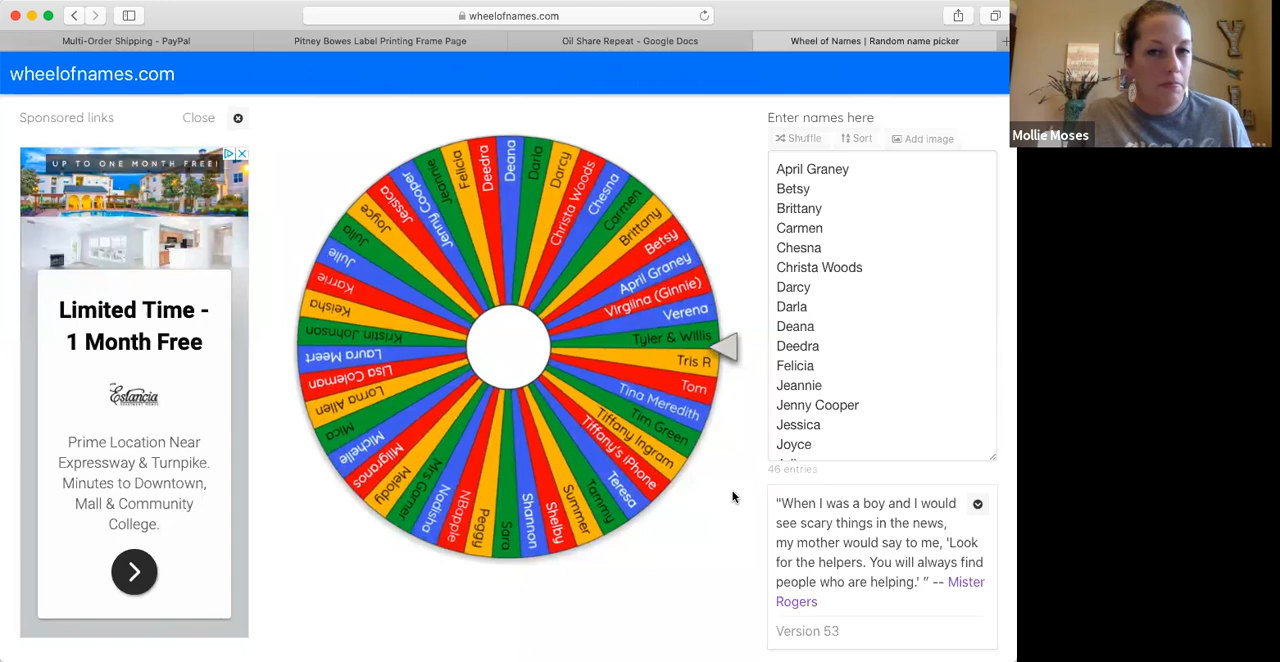 wheelofnames.com
Multi-Order Shipping - PayPal
Pitney Bowes Label Printing Frame Page
Oil Share Repeat - Google Docs
Wheel of Names | Random name picker
wheelofnames.com
Sponsored links
Close
UP TO ONE MONTH FREE!
Limited Time -
1 Month Free
Estancia
Prime Location Near
Expressway & Turnpike.
Minutes to Downtown,
Mall & Community
College.
Deana
Darla
Darcy
Christa Woods
Chesna
Carmen
Brittany
Betsy
April Graney
Virgiina (Ginnie)
Verena
Tyler & Willis
Tris R
Tom
Tina Meredith
Tim Green
Tiffany Ingram
Tiffany's iPhone
Teresa
Tammy
Summer
Shelby
Shannon
Sara
Peggy
NBapple
Nadisha
Mrs Garner
Melody
Milgranos
Michelle
Mica
Lorna Allen
Lisa Coleman
Laura Meert
Kristin Johnson
Keisha
Karrie
Julie
Julia
Joyce
Jessica
Jenny Cooper
Jeannie
Felicia
Deedra
Enter names here
Shuffle
Sort
Add image
April Graney
Betsy
Brittany
Carmen
Chesna
Christa Woods
Darcy
Darla
Deana
Deedra
Felicia
Jeannie
Jenny Cooper
Jessica
Joyce
46 entries
"When I was a boy and I would
see scary things in the news,
my mother would say to me, 'Look
for the helpers. You will always find
people who are helping.' " -- Mister
Rogers
Version 53
Mollie Moses